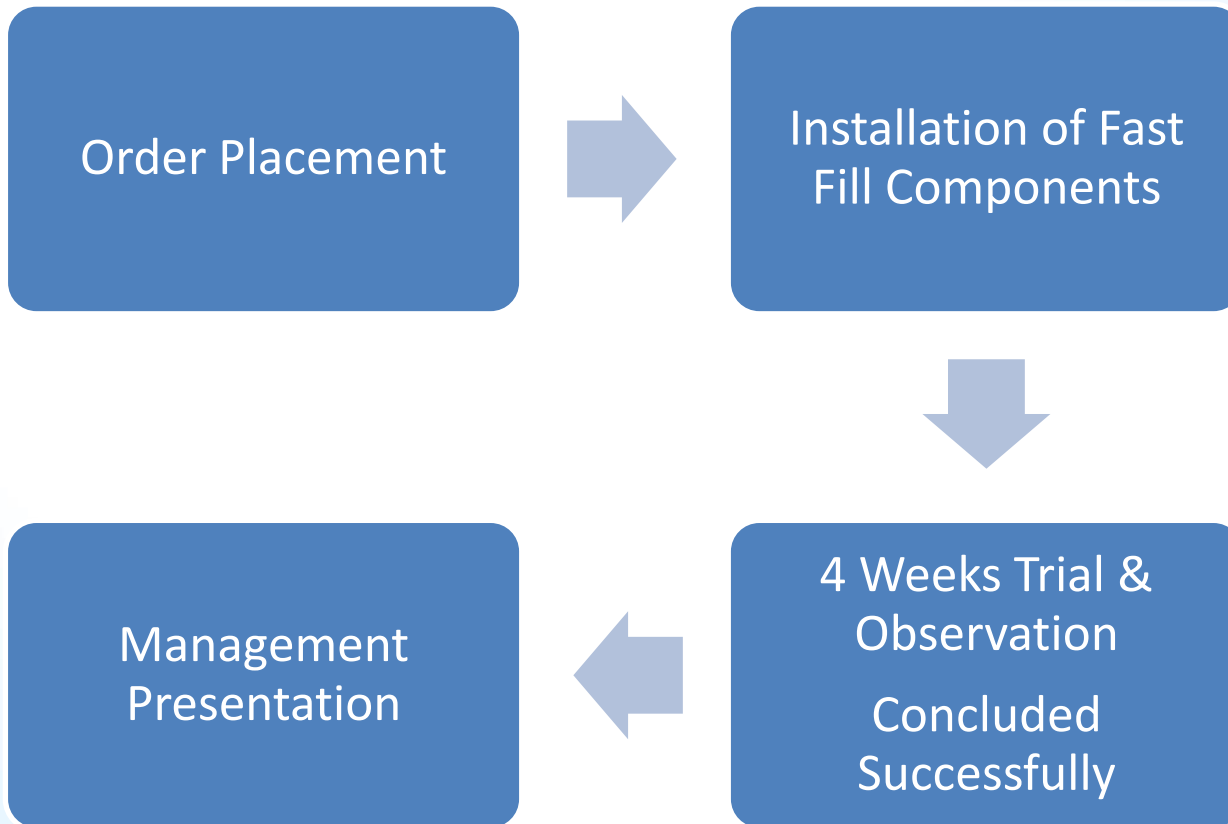 Order Placement
Installation of Fast
Fill Components
4 Weeks Trial &
Observation
Concluded
Successfully
Management
Presentation